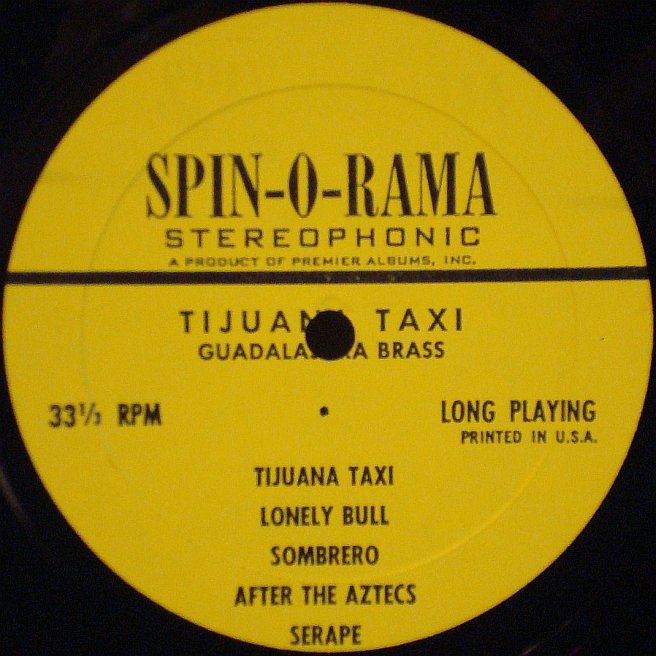 SPIN-O-RAMA
STEREOPHONIC
A PRODUCT OF PREMIER ALBUMS, INC.
TIJUANA TAXI
BRASS
33⅓ RPM
LONG PLAYING
PRINTED IN U.S.A.
TIJUANA TAXI
LONELY BULL
SOMBRERO
AFTER THE AZTECS
SERAPE